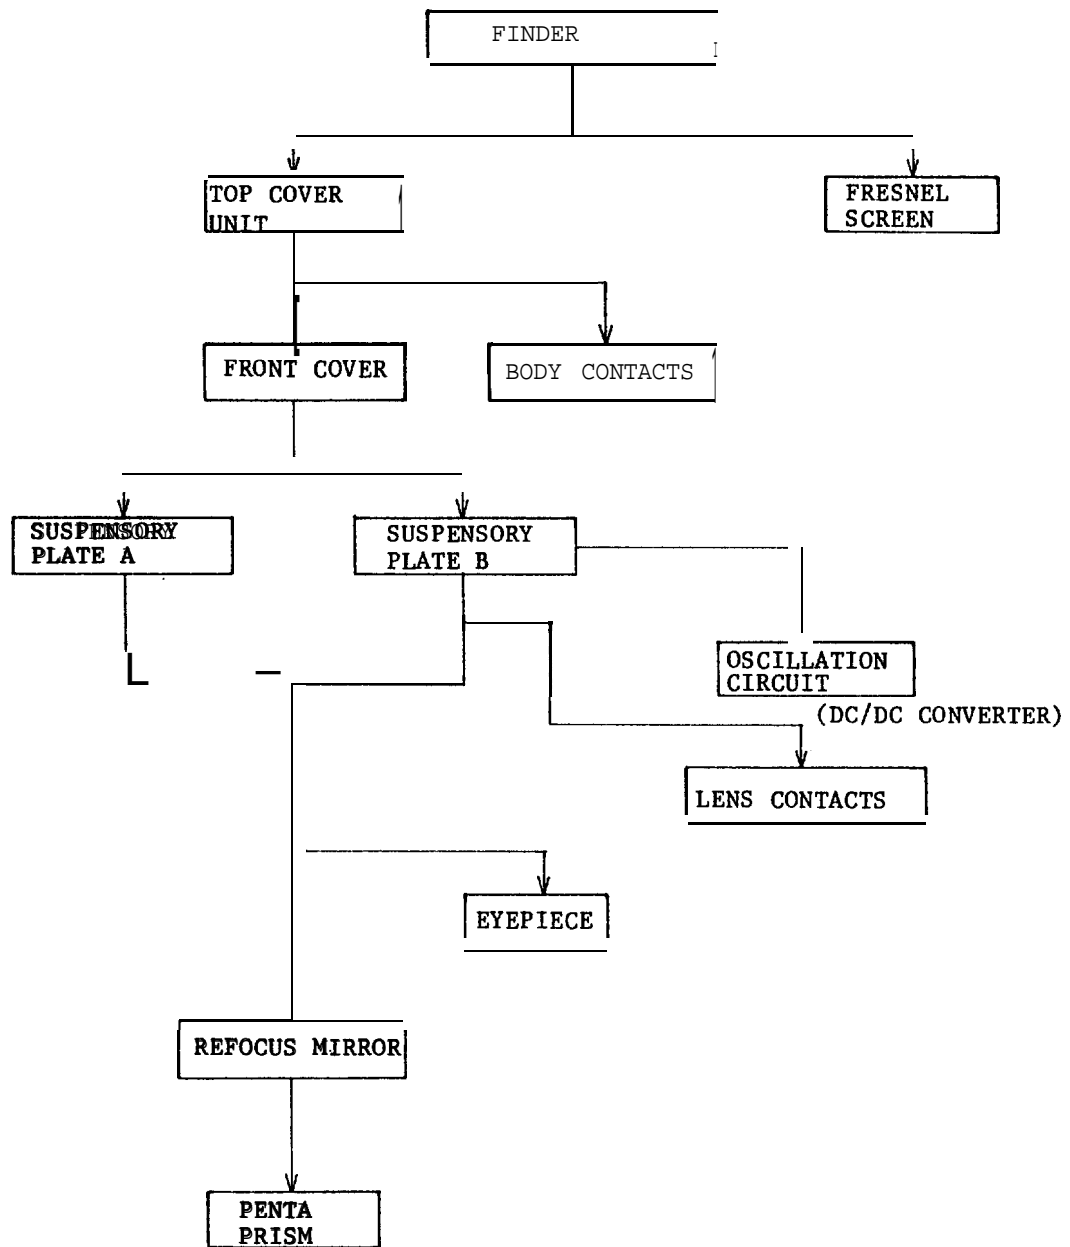 FINDER
TOP COVER
UNIT
FRESNEL
SCREEN
FRONT COVER
BODY CONTACTS
SUSPENSORY
PLATE A
SUSPENSORY
PLATE B
OSCILLATION
CIRCUIT
(DC/DC CONVERTER)
LENS CONTACTS
EYEPIECE
REFOCUS MIRROR
PENTA
PRISM